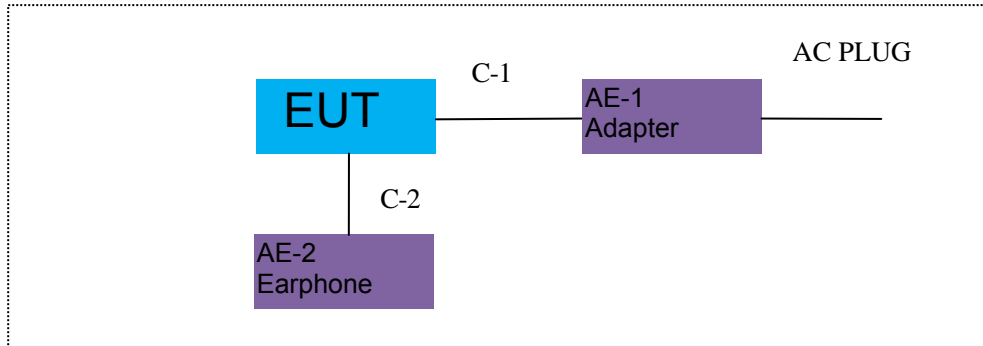 AC PLUG
C-1
EUT
AE-1
Adapter
C-2
AE-2
Earphone